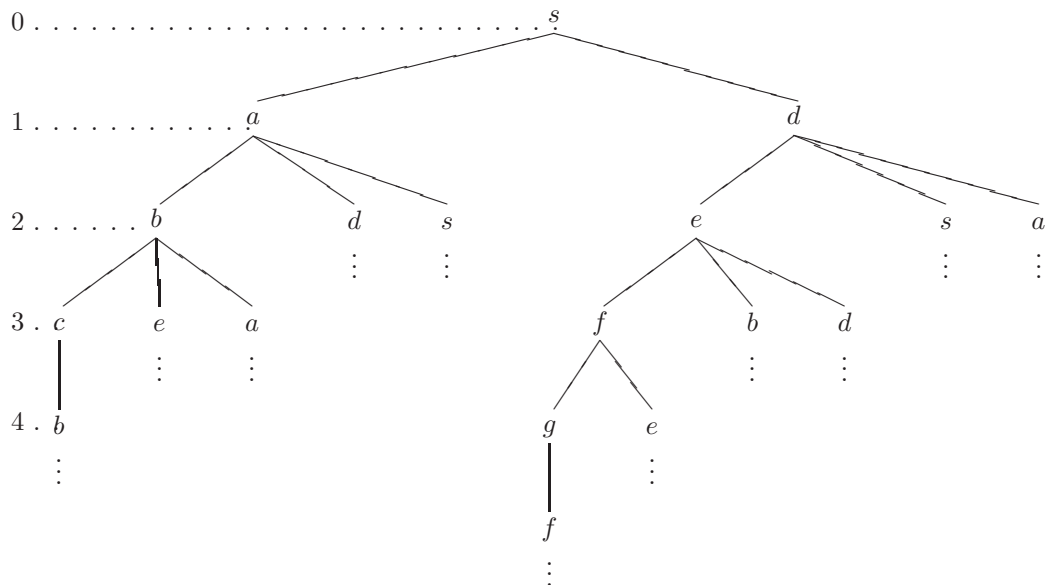 0 . . . . . . . . . . . . . . . . . . . . . . . . . . . s
1 . . . . . . . . . . . . a d
2 . . . . . . b d s e s a
3 . c e a f b d
4 . b g e
f